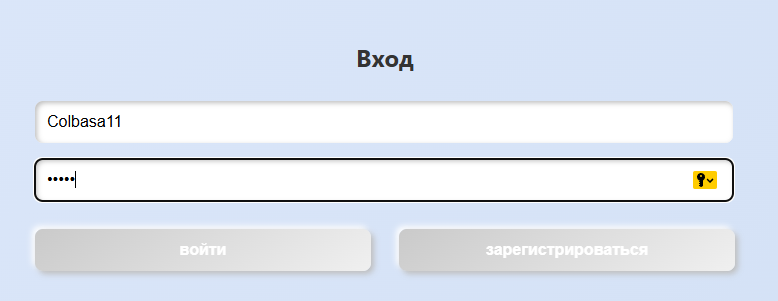 Вход
Colbasa11
•••••
войти
зарегистрироваться